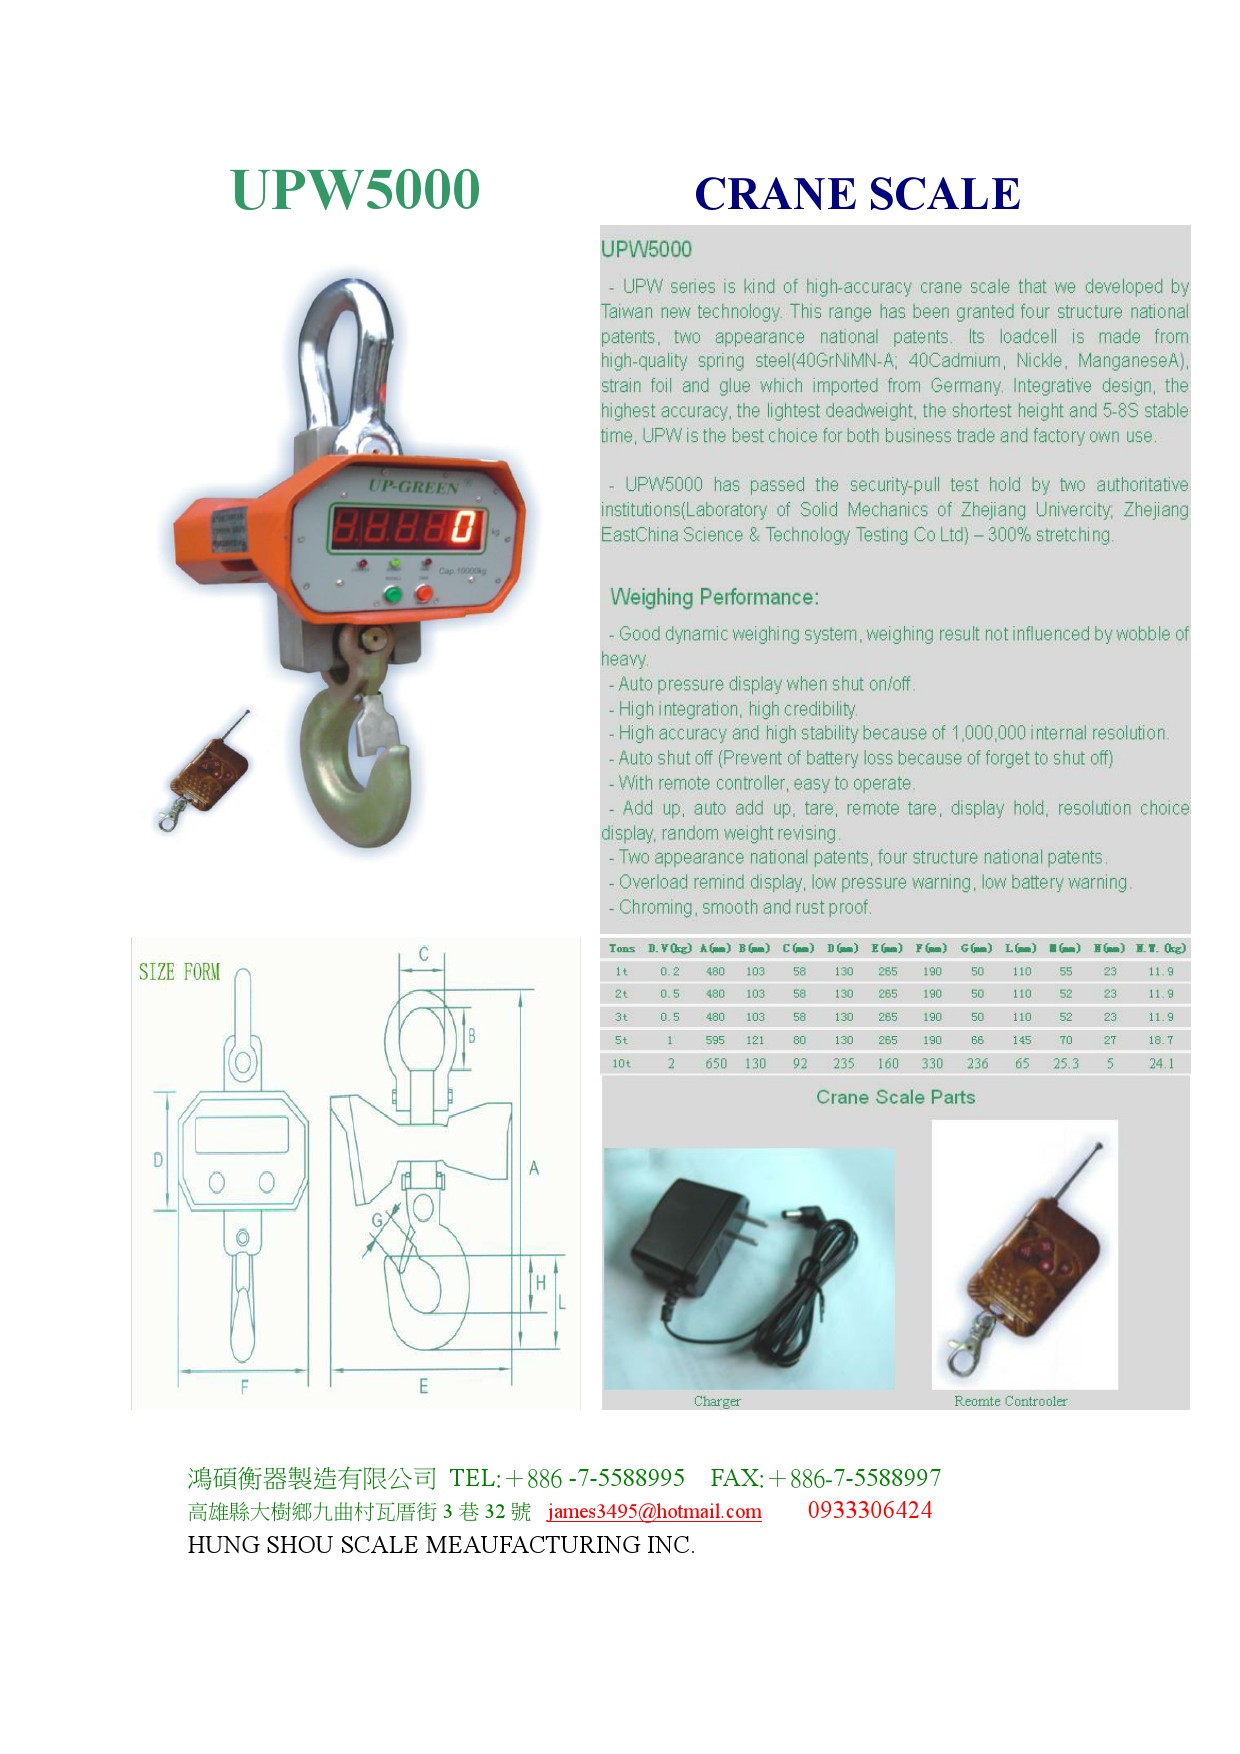 UPW5000
CRANE SCALE
UPW5000
- UPW series is kind of high-accuracy crane scale that we developed by
Taiwan new technology. This range has been granted four structure national
patents, two appearance national patents. Its loadcell is made from
high-quality spring steel(40GrNiMN-A; 40Cadmium, Nickle, ManganeseA),
strain foil and glue which imported from Germany. Integrative design, the
highest accuracy, the lightest deadweight, the shortest height and 5-8S stable
time, UPW is the best choice for both business trade and factory own use.
- UPW5000 has passed the security-pull test hold by two authoritative
institutions(Laboratory of Solid Mechanics of Zhejiang Univercity; Zhejiang
EastChina Science & Technology Testing Co Ltd) – 300% stretching.
Weighing Performance:
- Good dynamic weighing system, weighing result not influenced by wobble of
heavy.
- Auto pressure display when shut on/off.
- High integration, high credibility.
- High accuracy and high stability because of 1,000,000 internal resolution.
- Auto shut off (Prevent of battery loss because of forget to shut off)
- With remote controller, easy to operate.
- Add up, auto add up, tare, remote tare, display hold, resolution choice
display, random weight revising.
- Two appearance national patents, four structure national patents.
- Overload remind display, low pressure warning, low battery warning.
- Chroming, smooth and rust proof.
UP-GREEN ®
0 kg
Cap.10000kg
SIZE FORM
C
B
D
A
G
H
L
F
E
Tons D.V(kg) A(mm) B(mm) C(mm) D(mm) E(mm) F(mm) G(mm) L(mm) M(mm) H(mm) N.W.(kg)
1t 0.2 480 103 58 130 265 190 50 110 55 23 11.9
2t 0.5 480 103 58 130 265 190 50 110 52 23 11.9
3t 0.5 480 103 58 130 265 190 50 110 52 23 11.9
5t 1 595 121 80 130 265 190 66 145 70 27 18.7
10t 2 650 130 92 235 160 330 236 65 25.3 5 24.1
Crane Scale Parts
Charger
Reomte Controoler
鴻碩衡器製造有限公司 TEL:＋886 -7-5588995 FAX:＋886-7-5588997
高雄縣大樹鄉九曲村瓦厝街 3 巷 32 號 james3495@hotmail.com 0933306424
HUNG SHOU SCALE MEAUFACTURING INC.